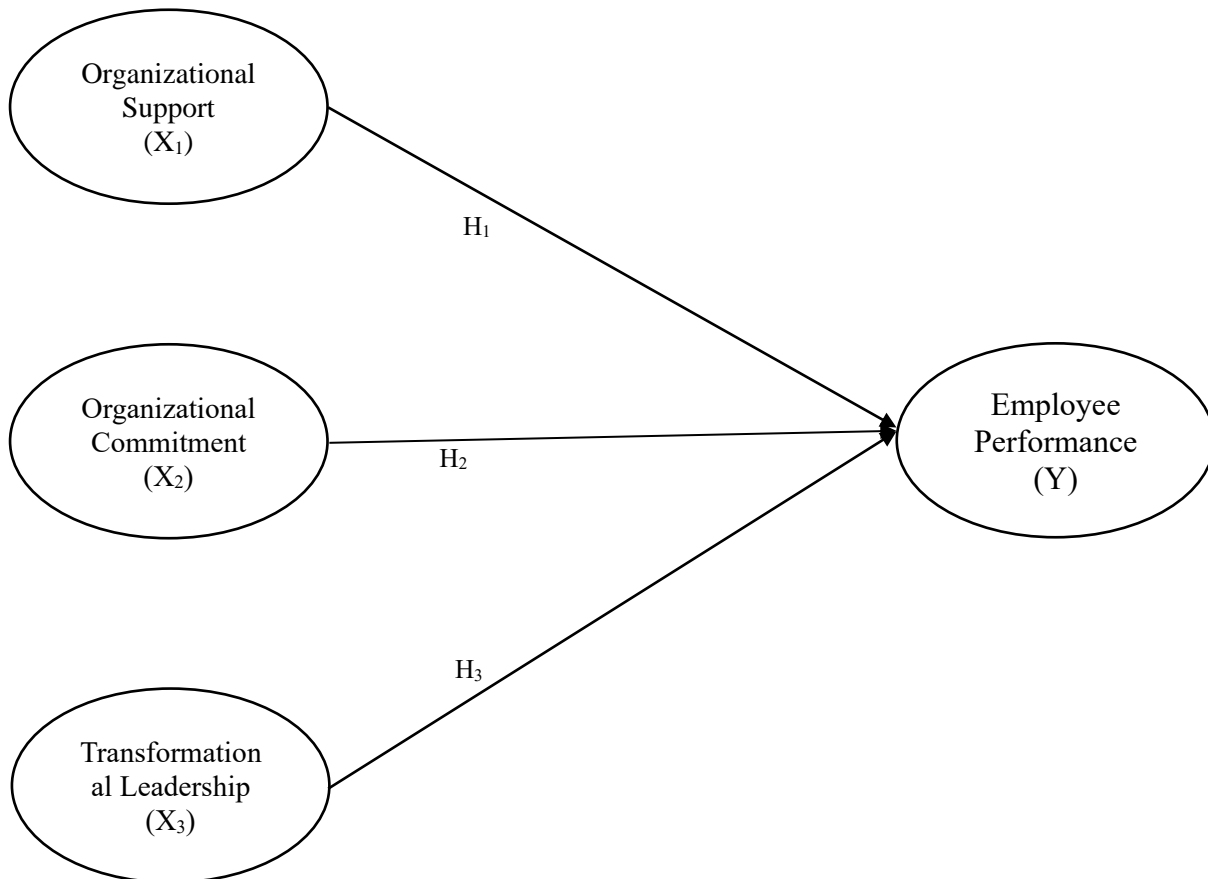 Organizational
Support
(X₁)
H₁
Organizational
Commitment
(X₂)
H₂
Employee
Performance
(Y)
H₃
Transformation
al Leadership
(X₃)